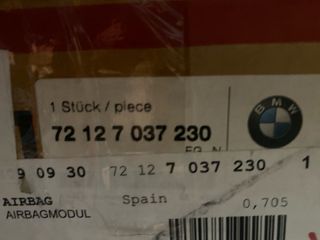 1 Stück / piece
72 12 7 037 230
BMW
9 09 30 72 12 7 037 230 1
AIRBAG Spain 0,705
AIRBAGMODUL